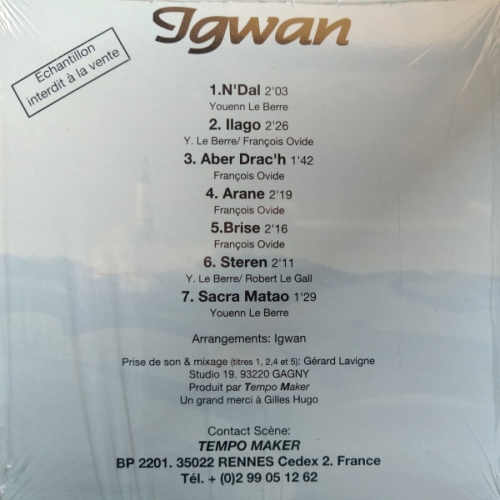 Igwan
Echantillon
interdit à la vente
1.N'Dal 2'03
Youenn Le Berre
2. Ilago 2'26
Y. Le Berre/ François Ovide
3. Aber Drac'h 1'42
François Ovide
4. Arane 2'19
François Ovide
5.Brise 2'16
François Ovide
6. Steren 2'11
Y. Le Berre/ Robert Le Gall
7. Sacra Matao 1'29
Youenn Le Berre
Arrangements: Igwan
Prise de son & mixage (titres 1, 2,4 et 5): Gérard Lavigne
Studio 19. 93220 GAGNY
Produit par Tempo Maker
Un grand merci à Gilles Hugo
Contact Scène:
TEMPO MAKER
BP 2201. 35022 RENNES Cedex 2. France
Tél. + (0)2 99 05 12 62